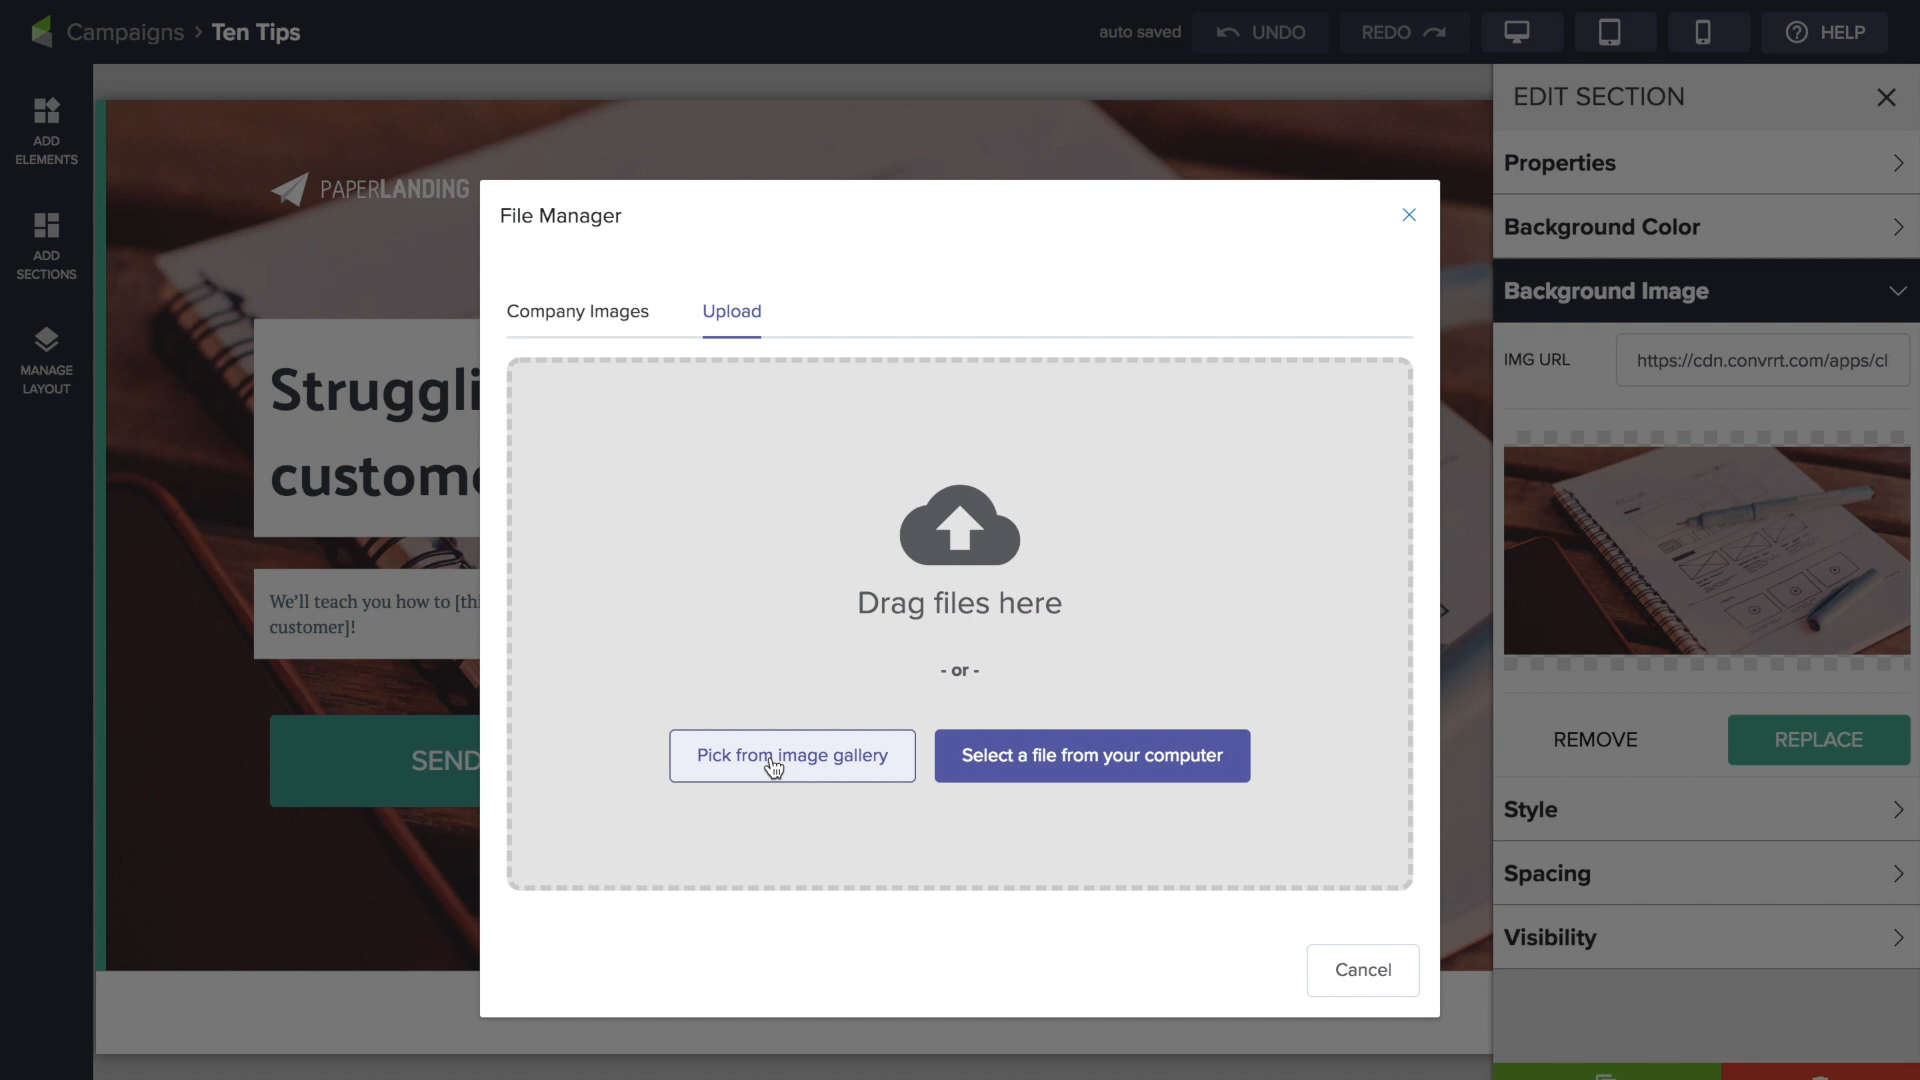 Campaigns › Ten Tips
auto saved
UNDO
REDO
HELP
ADD
ELEMENTS
ADD
SECTIONS
MANAGE
LAYOUT
PAPERLANDING
We'll teach you how to
customer]!
SEND
File Manager
Company Images
Upload
Drag files here
- or -
Pick from image gallery
Select a file from your computer
Cancel
EDIT SECTION
Properties
Background Color
Background Image
IMG URL
https://cdn.convrrt.com/apps/cl
REMOVE
REPLACE
Style
Spacing
Visibility